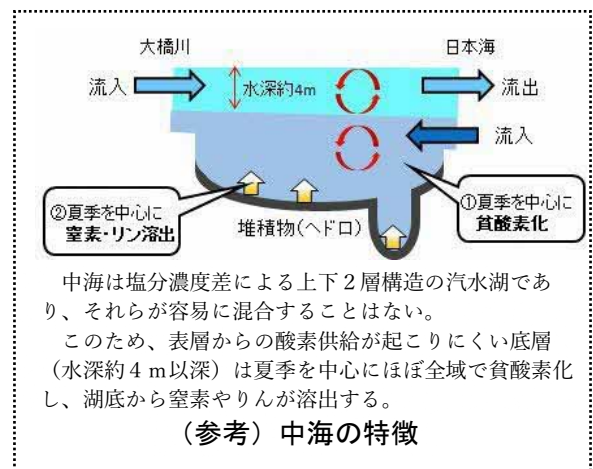 大橋川
日本海
流入
水深約4m
流出
流入
②夏季を中心に
窒素・リン溶出
堆積物(ヘドロ)
①夏季を中心に
貧酸素化
中海は塩分濃度差による上下２層構造の汽水湖であ
り、それらが容易に混合することはない。
このため、表層からの酸素供給が起こりにくい底層
（水深約４ｍ以深）は夏季を中心にほぼ全域で貧酸素化
し、湖底から窒素やりんが溶出する。
（参考）中海の特徴